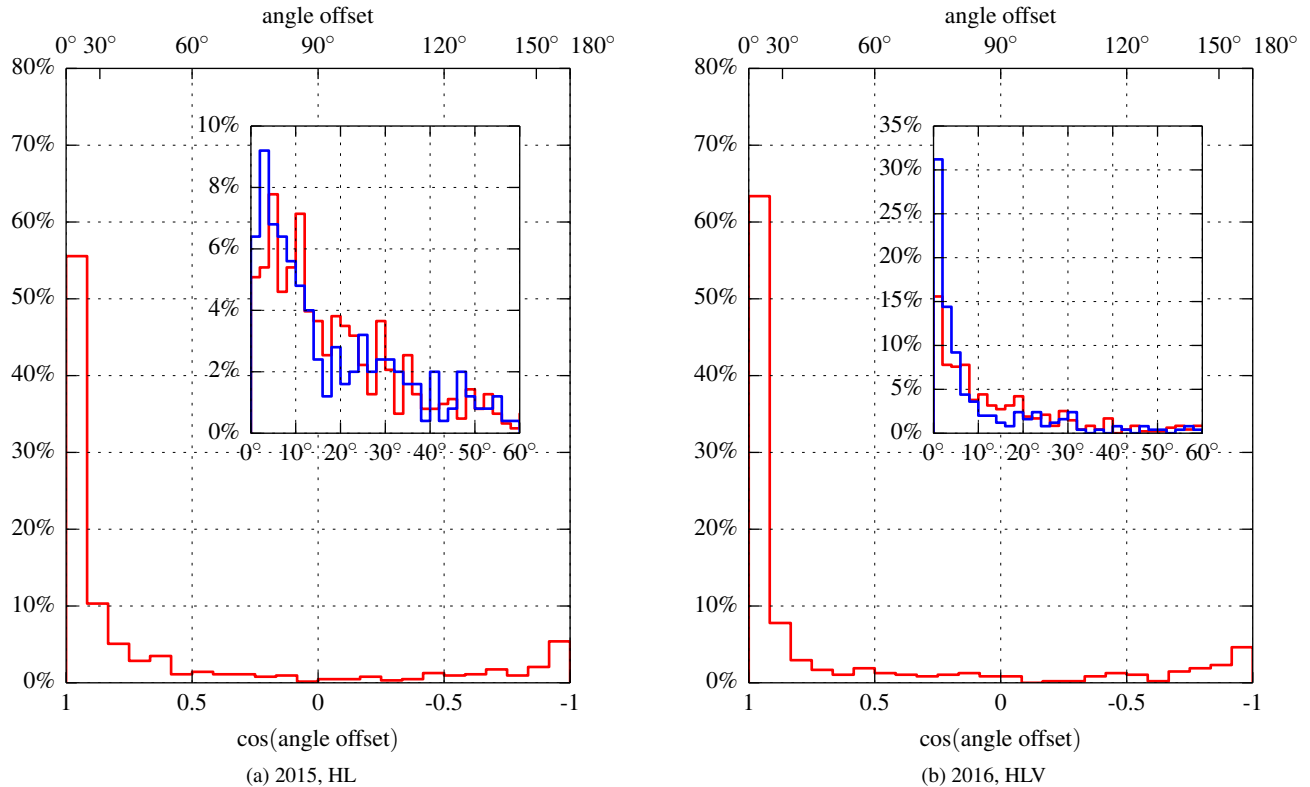 angle offset
0° 30° 60° 90° 120° 150° 180°
80%
70%
60%
50%
40%
30%
20%
10%
0%
1 0.5 0 -0.5 -1
cos(angle offset)
(a) 2015, HL
10%
8%
6%
4%
2%
0%
0° 10° 20° 30° 40° 50° 60°
angle offset
0° 30° 60° 90° 120° 150° 180°
80%
70%
60%
50%
40%
30%
20%
10%
0%
1 0.5 0 -0.5 -1
cos(angle offset)
(b) 2016, HLV
35%
30%
25%
20%
15%
10%
5%
0%
0° 10° 20° 30° 40° 50° 60°